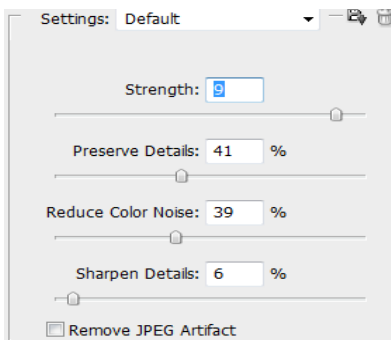 Settings: Default
Strength: 9
Preserve Details: 41 %
Reduce Color Noise: 39 %
Sharpen Details: 6 %
Remove JPEG Artifact